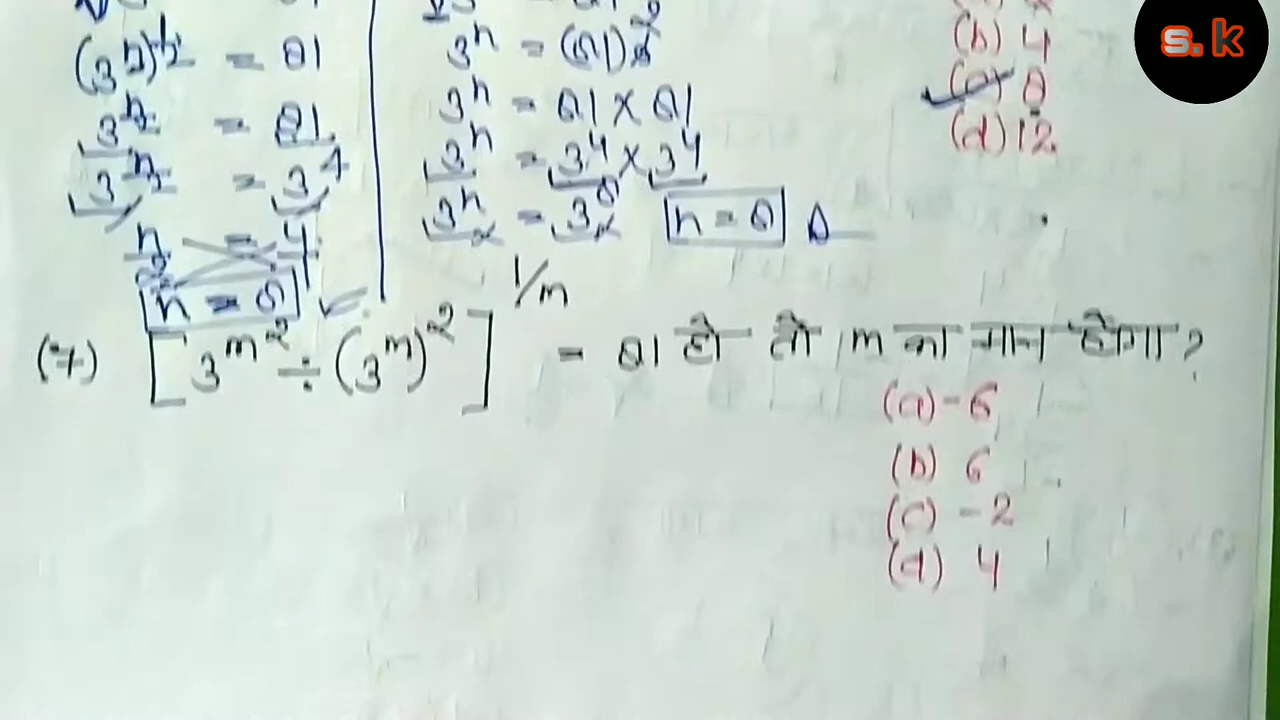 (3^n)^½ = 81
3^n/2 = 81
3^n/2 = 3^4
n/2 = 4
n = 8
3^n = (81)^2
3^n = 81 × 81
3^n = 3^4 × 3^4
3^n = 3^8 n = 8
(b) 4
(c) 8
(d) 12
s.k
(7) [3^m^2 ÷ (3^m)^2]^1/m = 81 हो तो m का मान होगा?
(a) -6
(b) 6
(c) -2
(d) 4